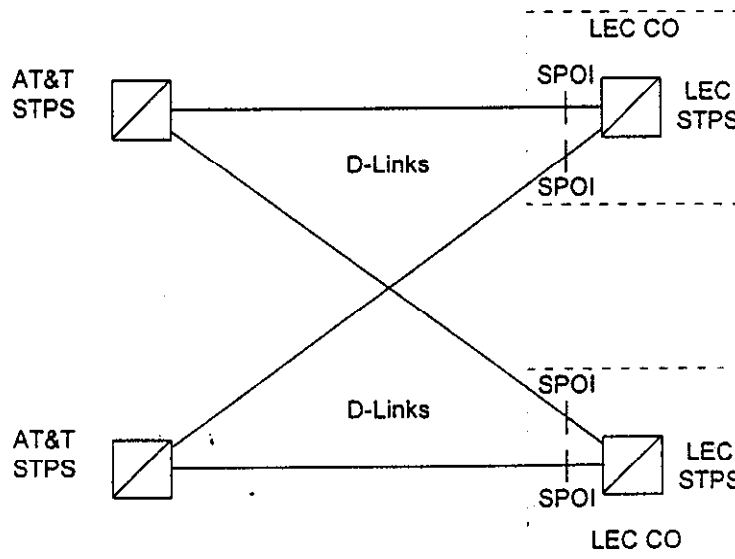 LEC CO
AT&T
STPS
SPOI
LEC
STPS
D-Links
SPOI
SPOI
D-Links
AT&T
STPS
LEC
STPS
SPOI
LEC CO